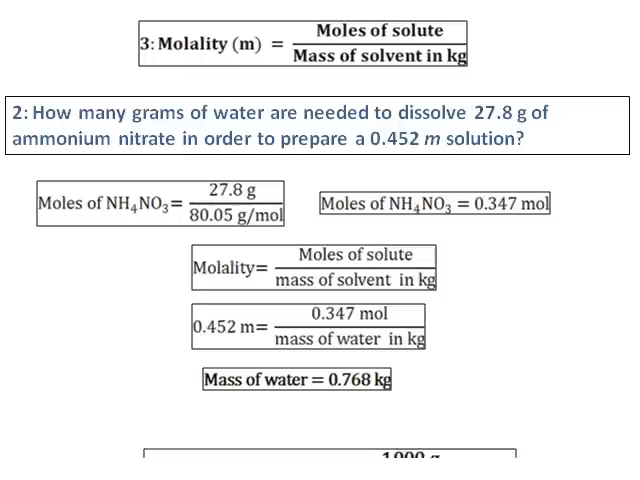 3: Molality (m) = Moles of solute / Mass of solvent in kg
2: How many grams of water are needed to dissolve 27.8 g of
ammonium nitrate in order to prepare a 0.452 m solution?
Moles of NH₄NO₃= 27.8 g / 80.05 g/mol
Moles of NH₄NO₃ = 0.347 mol
Molality= Moles of solute / mass of solvent in kg
0.452 m= 0.347 mol / mass of water in kg
Mass of water = 0.768 kg